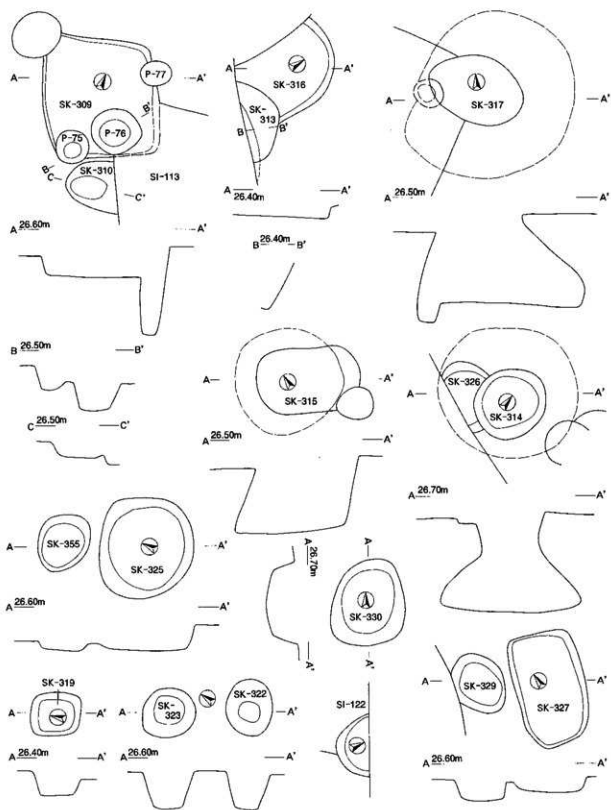 A
P-77
A'
SK-309
B'
P-75
P-76
B
C
SK-310
C'
SI-113
A 26.60m A'
B 26.50m B'
C 26.50m C'
A
SK-316
A'
SK-
313
B
B'
A A'
26.40m
26.40m
B B'
A
SK-317
A'
A 26.50m A'
A
SK-315
A'
A 26.50m A'
A
SK-326
SK-314
A'
A 26.70m A'
A
SK-355
SK-325
A'
A 26.60m A'
A
26.70m
A'
A
SK-330
A'
SK-319
A A'
A 26.40m A'
A
SK-
323
SK-322
A'
A 26.60m A'
SI-122
A
SK-329
SK-327
A'
A 26.60m A'